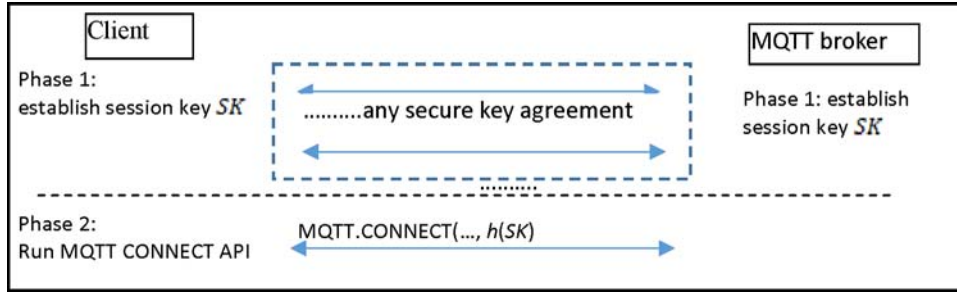 Client
MQTT broker
Phase 1:
establish session key SK
..........any secure key agreement
Phase 1: establish
session key SK
..........
Phase 2:
Run MQTT CONNECT API
MQTT.CONNECT(…, h(SK)